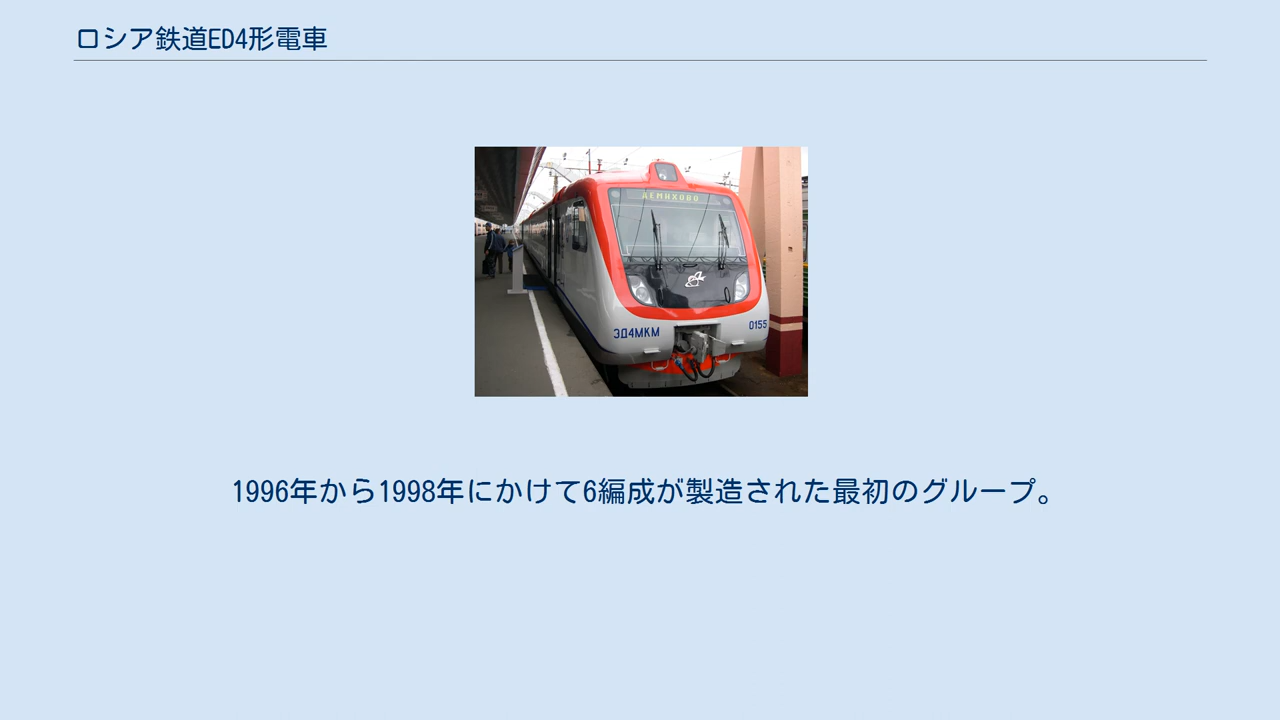 ロシア鉄道ED4形電車
ДЕМИХОВО
ЭД4МКМ
0155
1996年から1998年にかけて6編成が製造された最初のグループ。